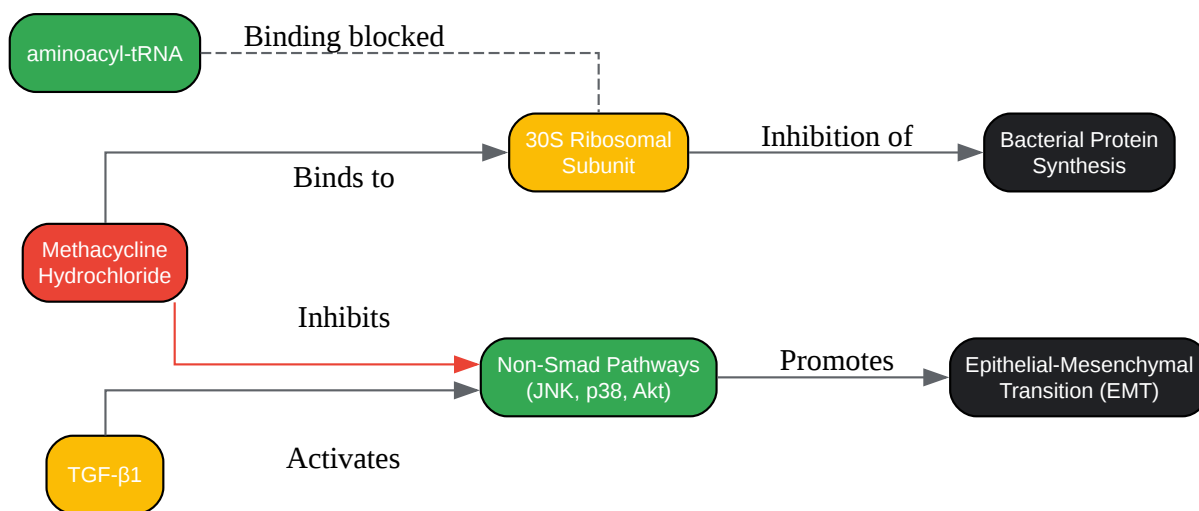 aminoacyl-tRNA
Binding blocked
30S Ribosomal
Subunit
Inhibition of
Bacterial Protein
Synthesis
Binds to
Methacycline
Hydrochloride
Inhibits
Non-Smad Pathways
(JNK, p38, Akt)
Promotes
Epithelial-Mesenchymal
Transition (EMT)
Activates
TGF-β1